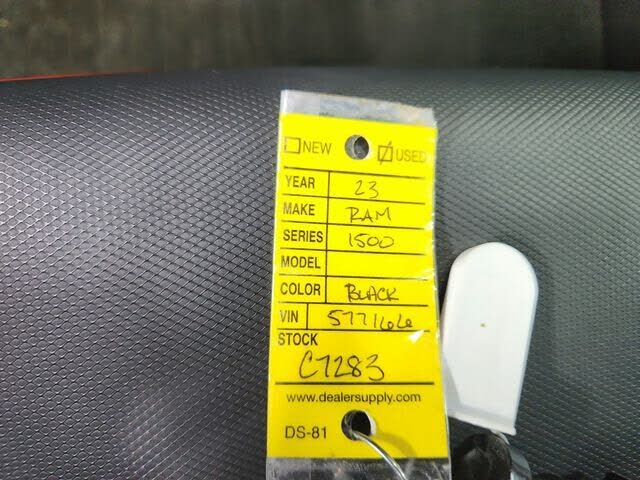 NEW USED
YEAR 23
MAKE RAM
SERIES 1500
MODEL
COLOR BLACK
VIN 577166
STOCK
C7283
www.dealersupply.com
DS-81